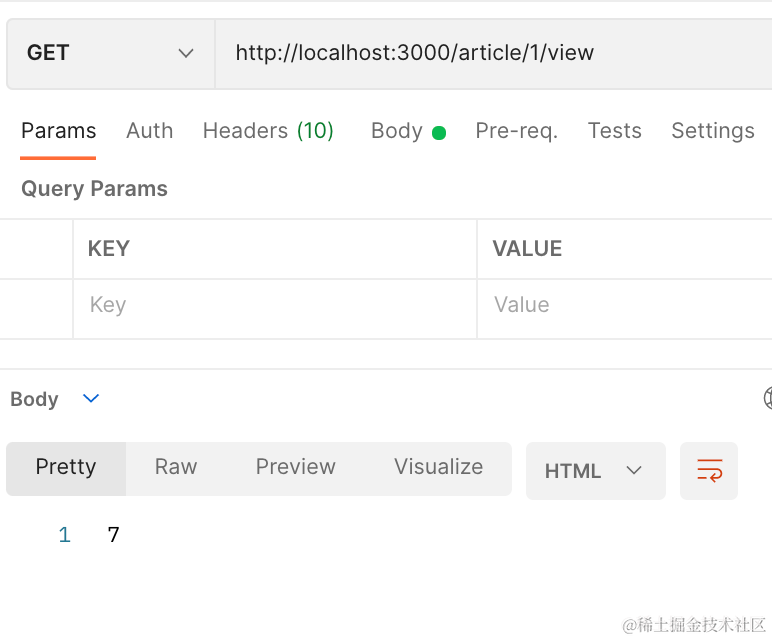 GET http://localhost:3000/article/1/view
Params Auth Headers (10) Body Pre-req. Tests Settings
Query Params
KEY VALUE
Key Value
Body
Pretty Raw Preview Visualize HTML
1 7
@稀土掘金技术社区